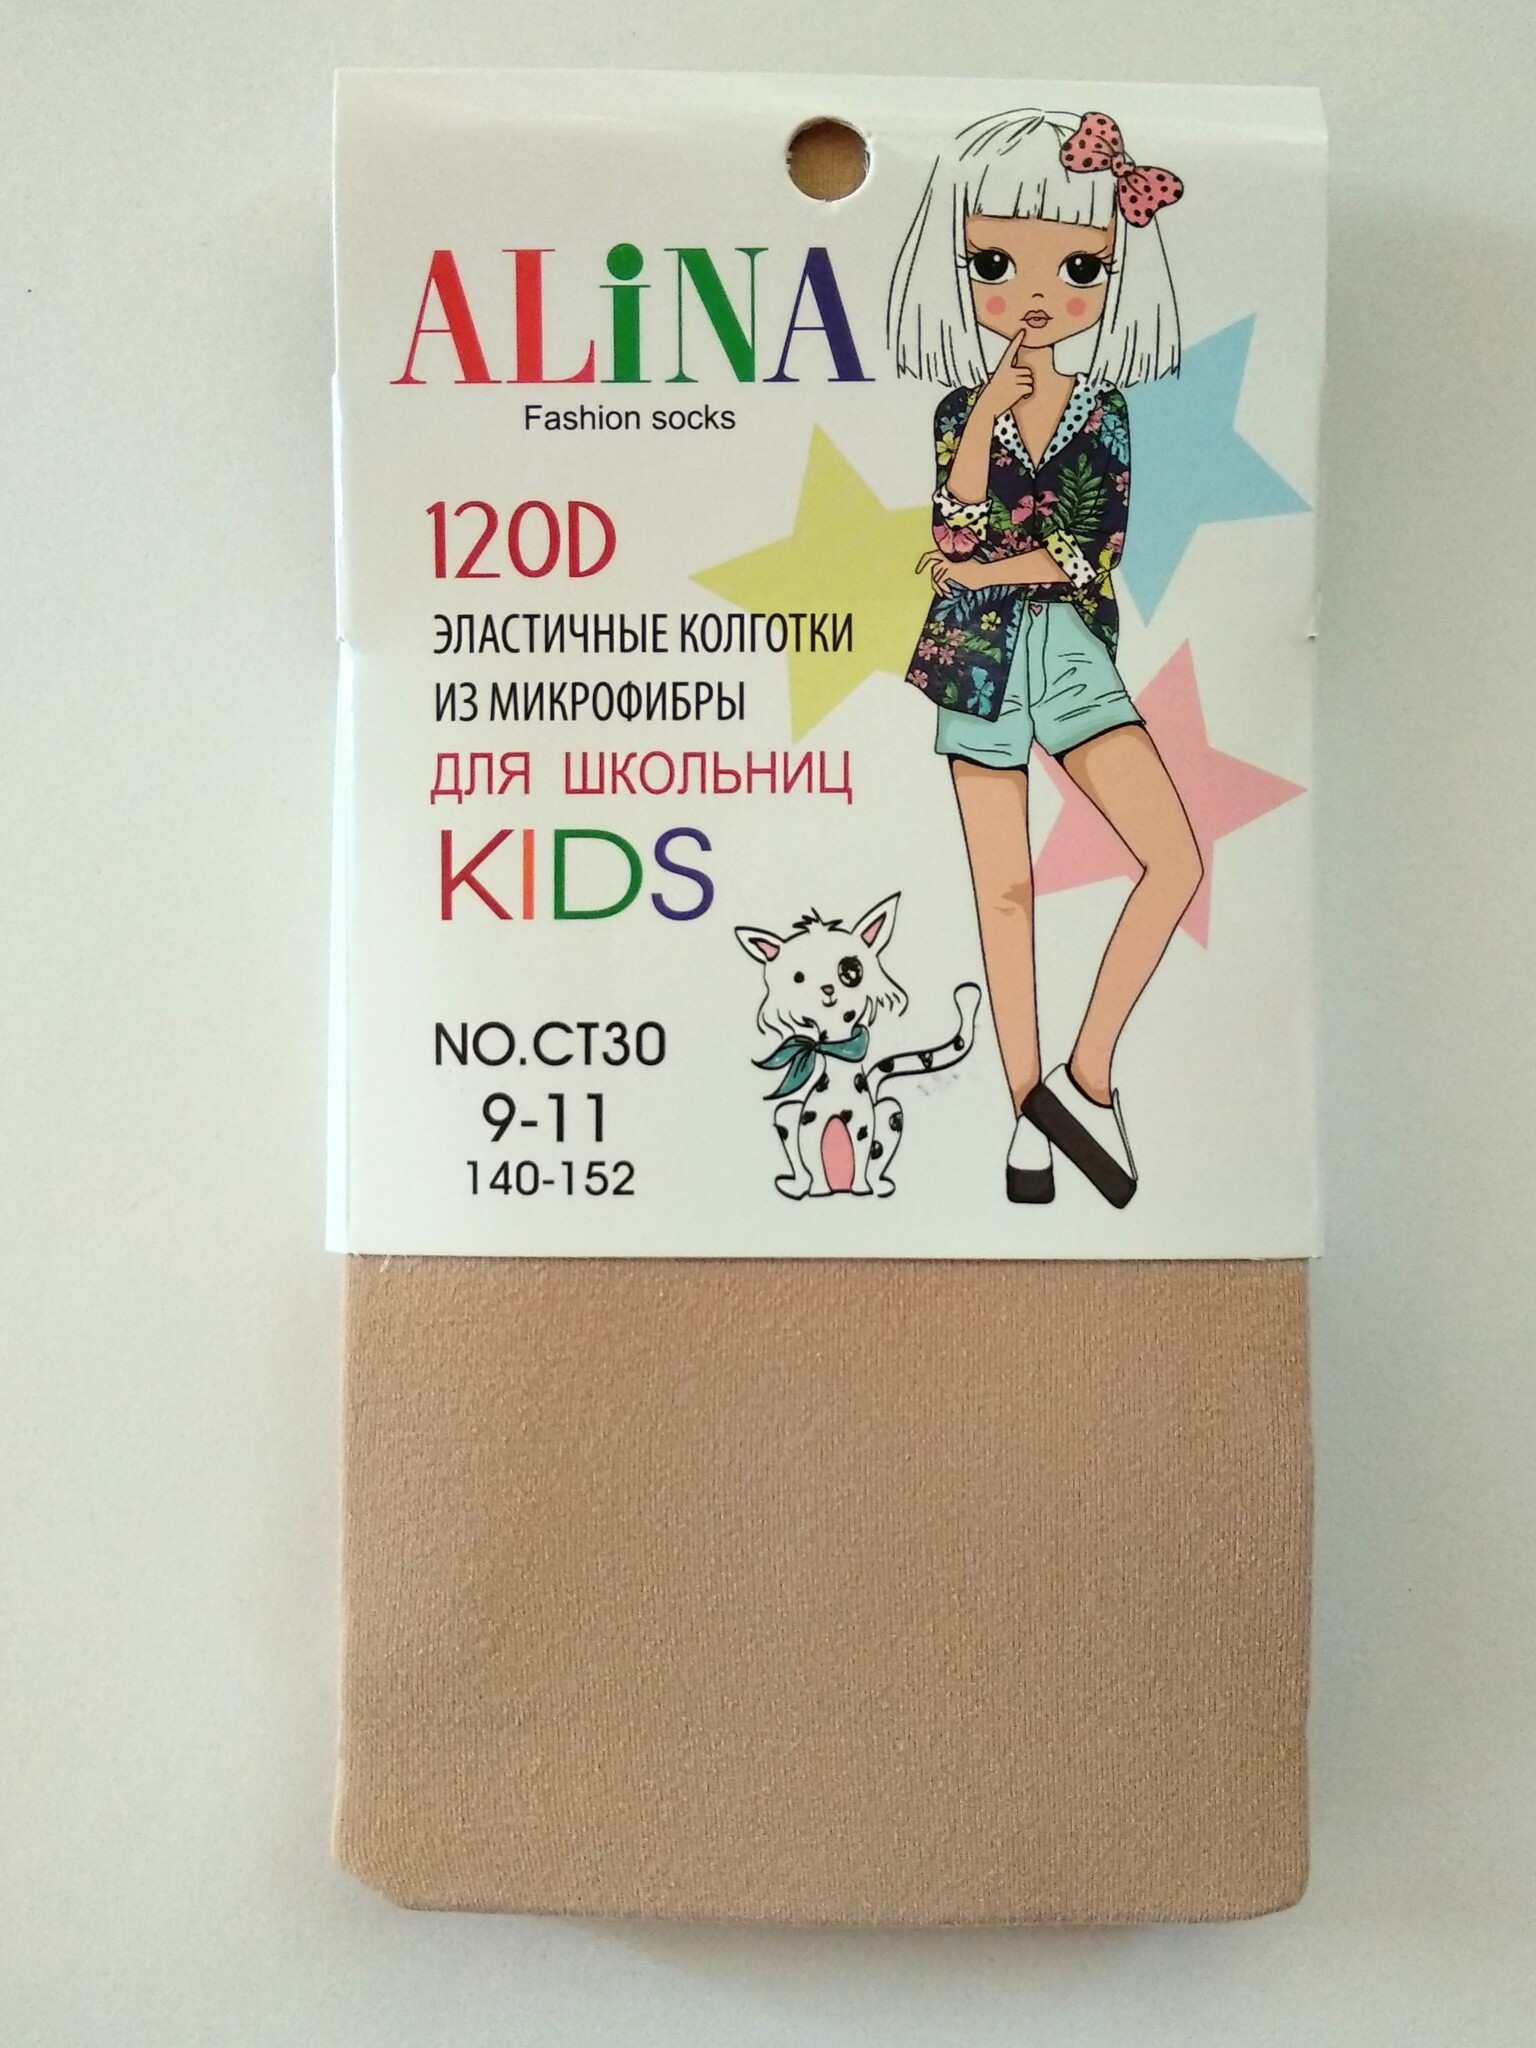 ALiNA
Fashion socks
120D
ЭЛАСТИЧНЫЕ КОЛГОТКИ
ИЗ МИКРОФИБРЫ
ДЛЯ ШКОЛЬНИЦ
KIDS
NO.CT30
9-11
140-152